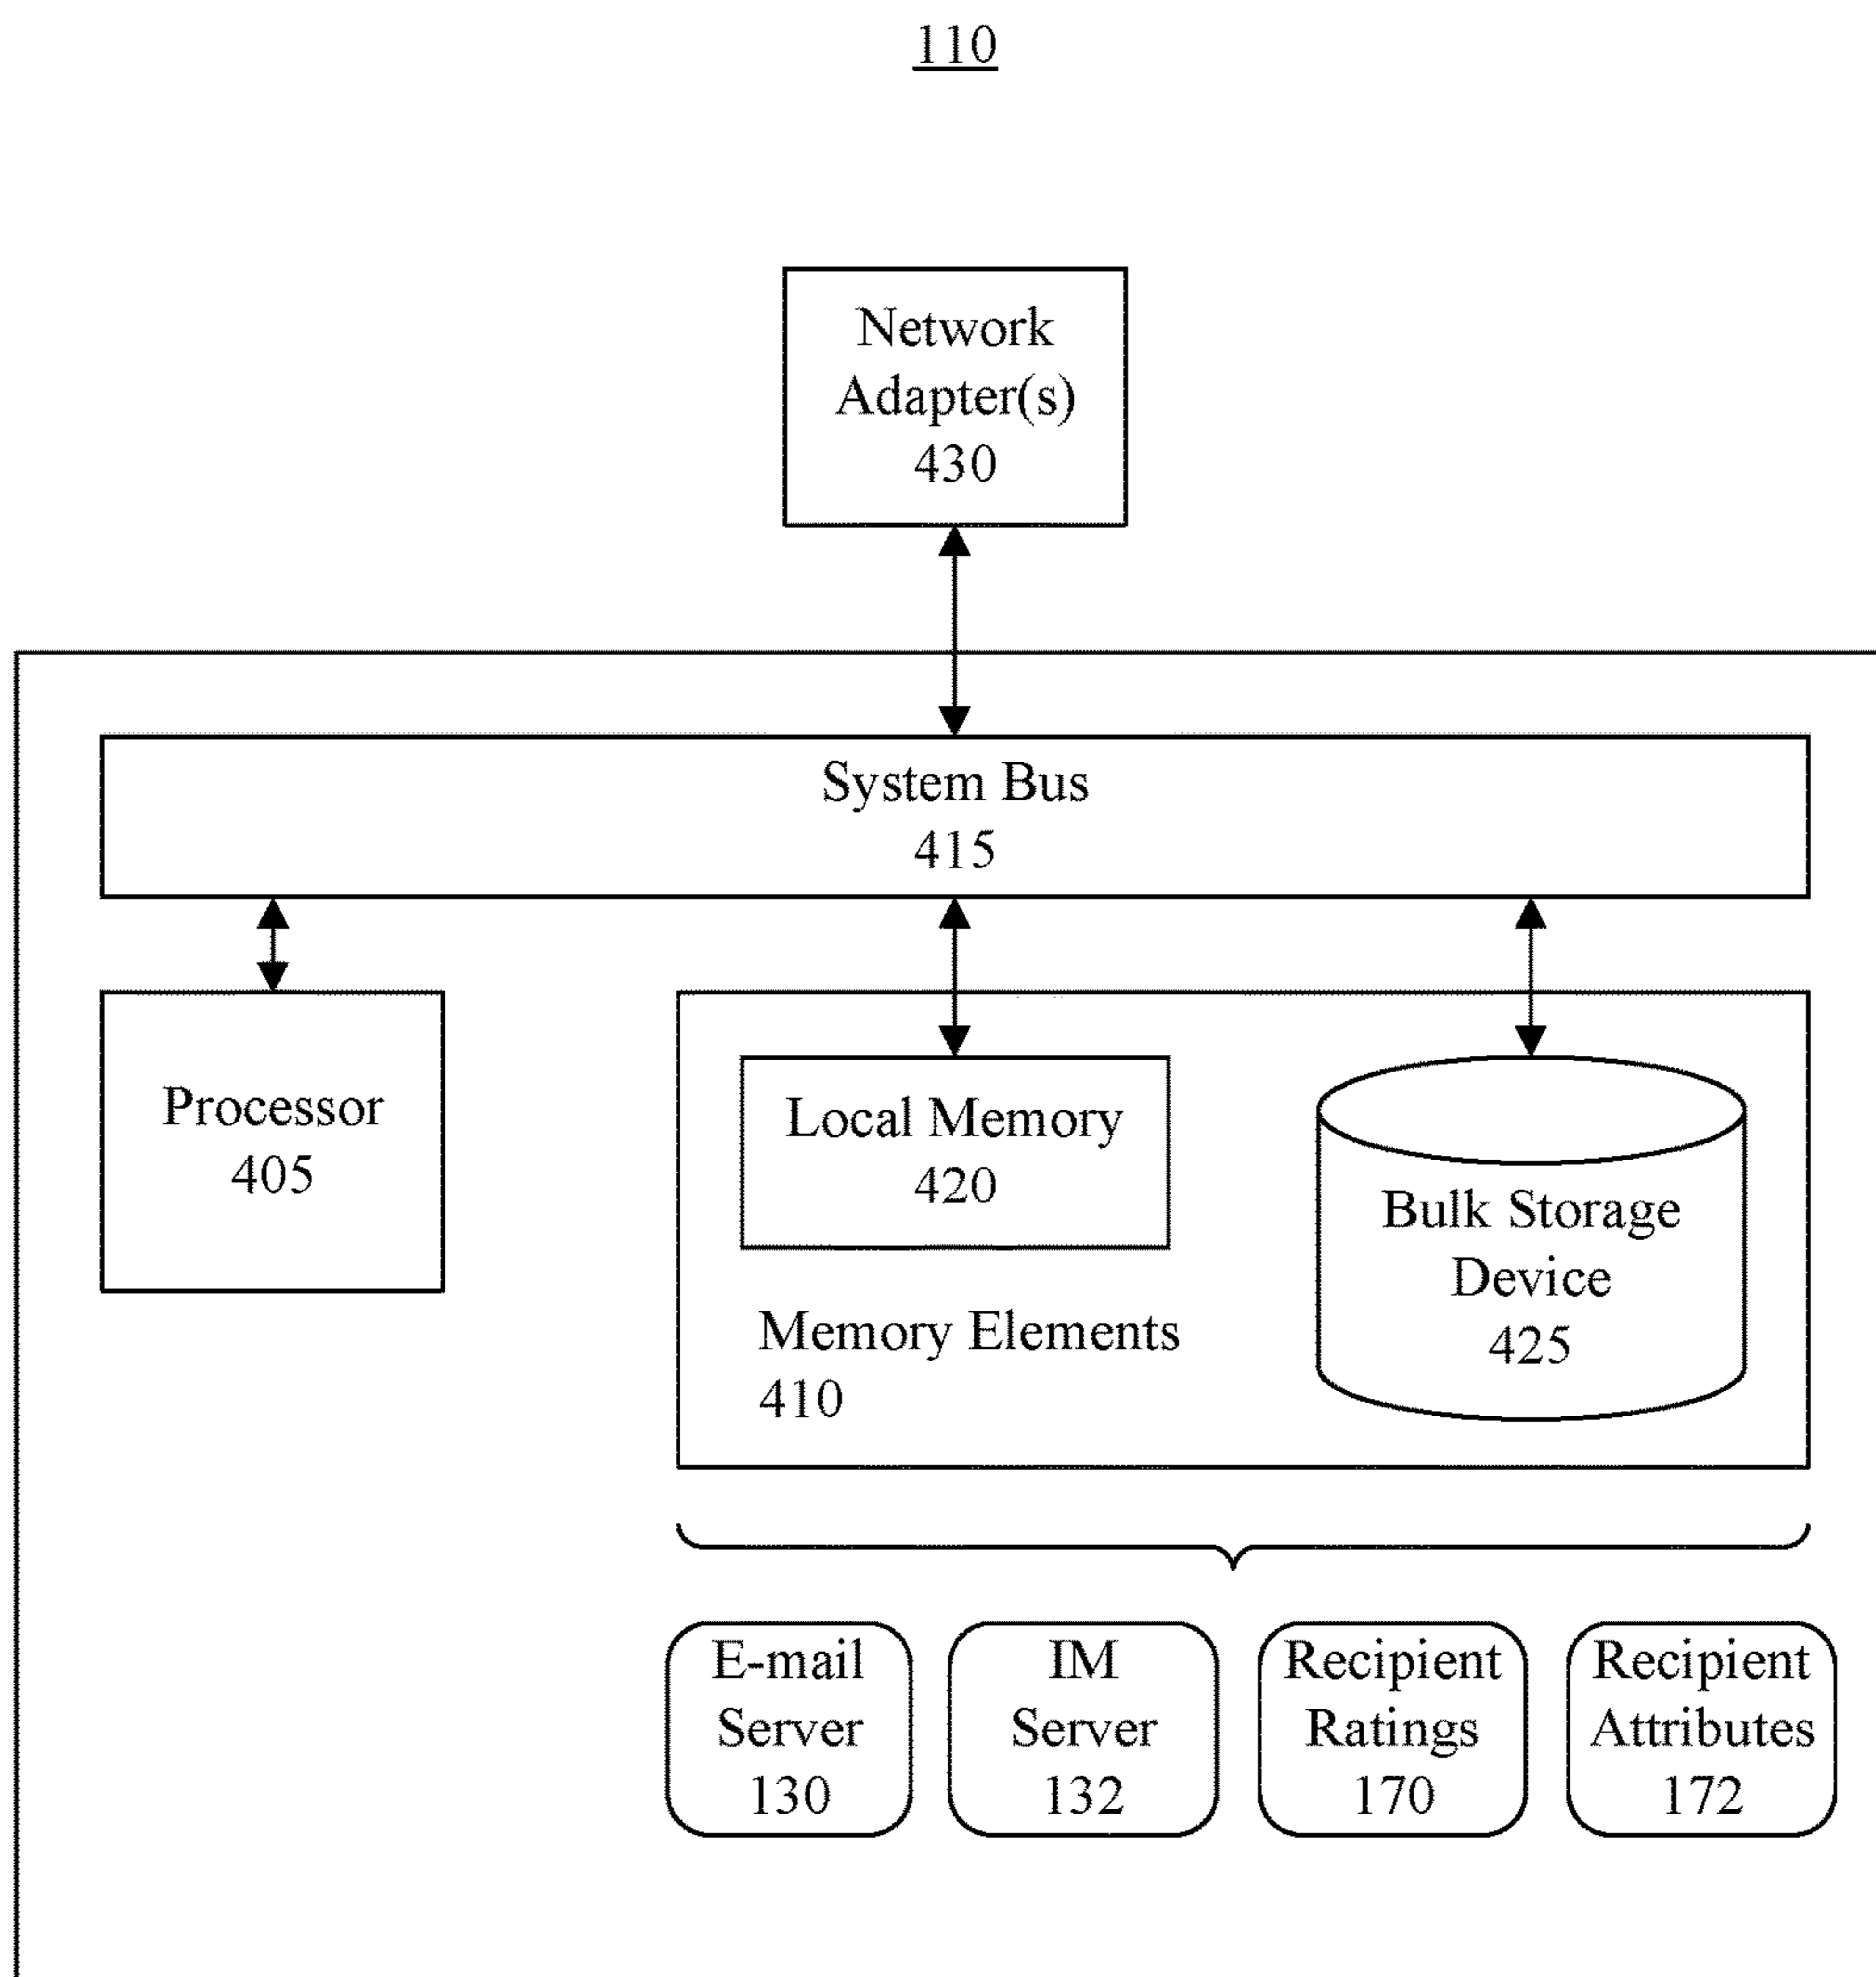 110
Network
Adapter(s)
430
System Bus
415
Processor
405
Local Memory
420
Memory Elements
410
Bulk Storage
Device
425
E-mail
Server
130
IM
Server
132
Recipient
Ratings
170
Recipient
Attributes
172